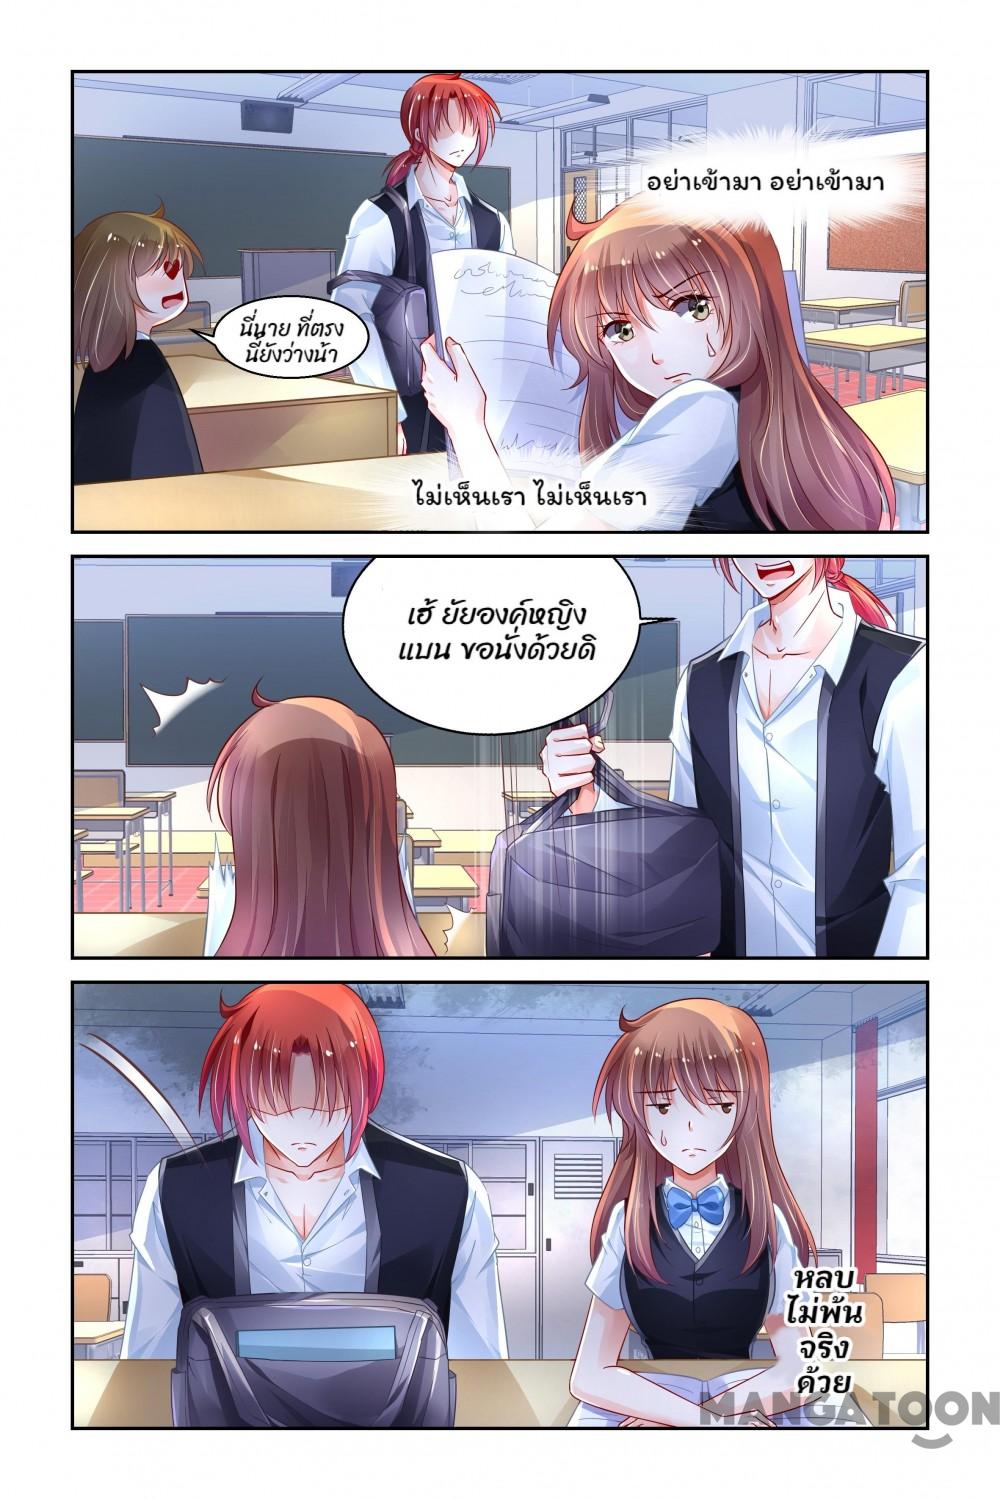 อย่าเข้ามา อย่าเข้ามา
นี่นาย ที่ตรง
นี้ยังว่างน้า
ไม่เห็นเรา ไม่เห็นเรา
เฮ้ ยัยองค์หญิง
แบน ขอนั่งด้วยดิ
หลบ
ไม่พ้น
จริง
ด้วย
MANGATOON